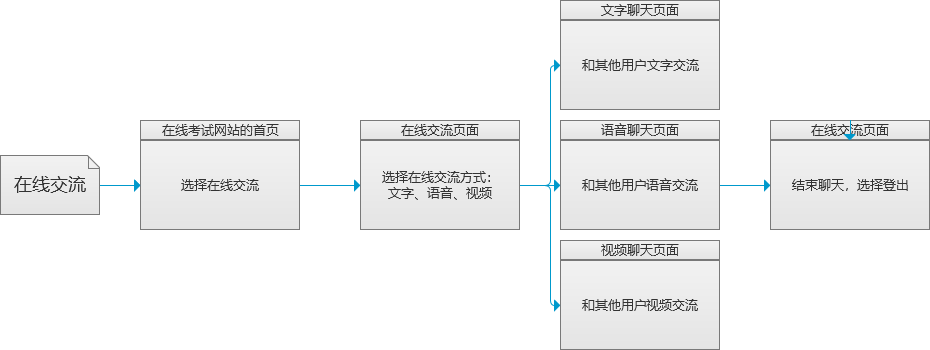 在线交流
在线考试网站的首页
选择在线交流
在线交流页面
选择在线交流方式：
文字、语音、视频
文字聊天页面
和其他用户文字交流
语音聊天页面
和其他用户语音交流
视频聊天页面
和其他用户视频交流
在线交流页面
结束聊天，选择登出